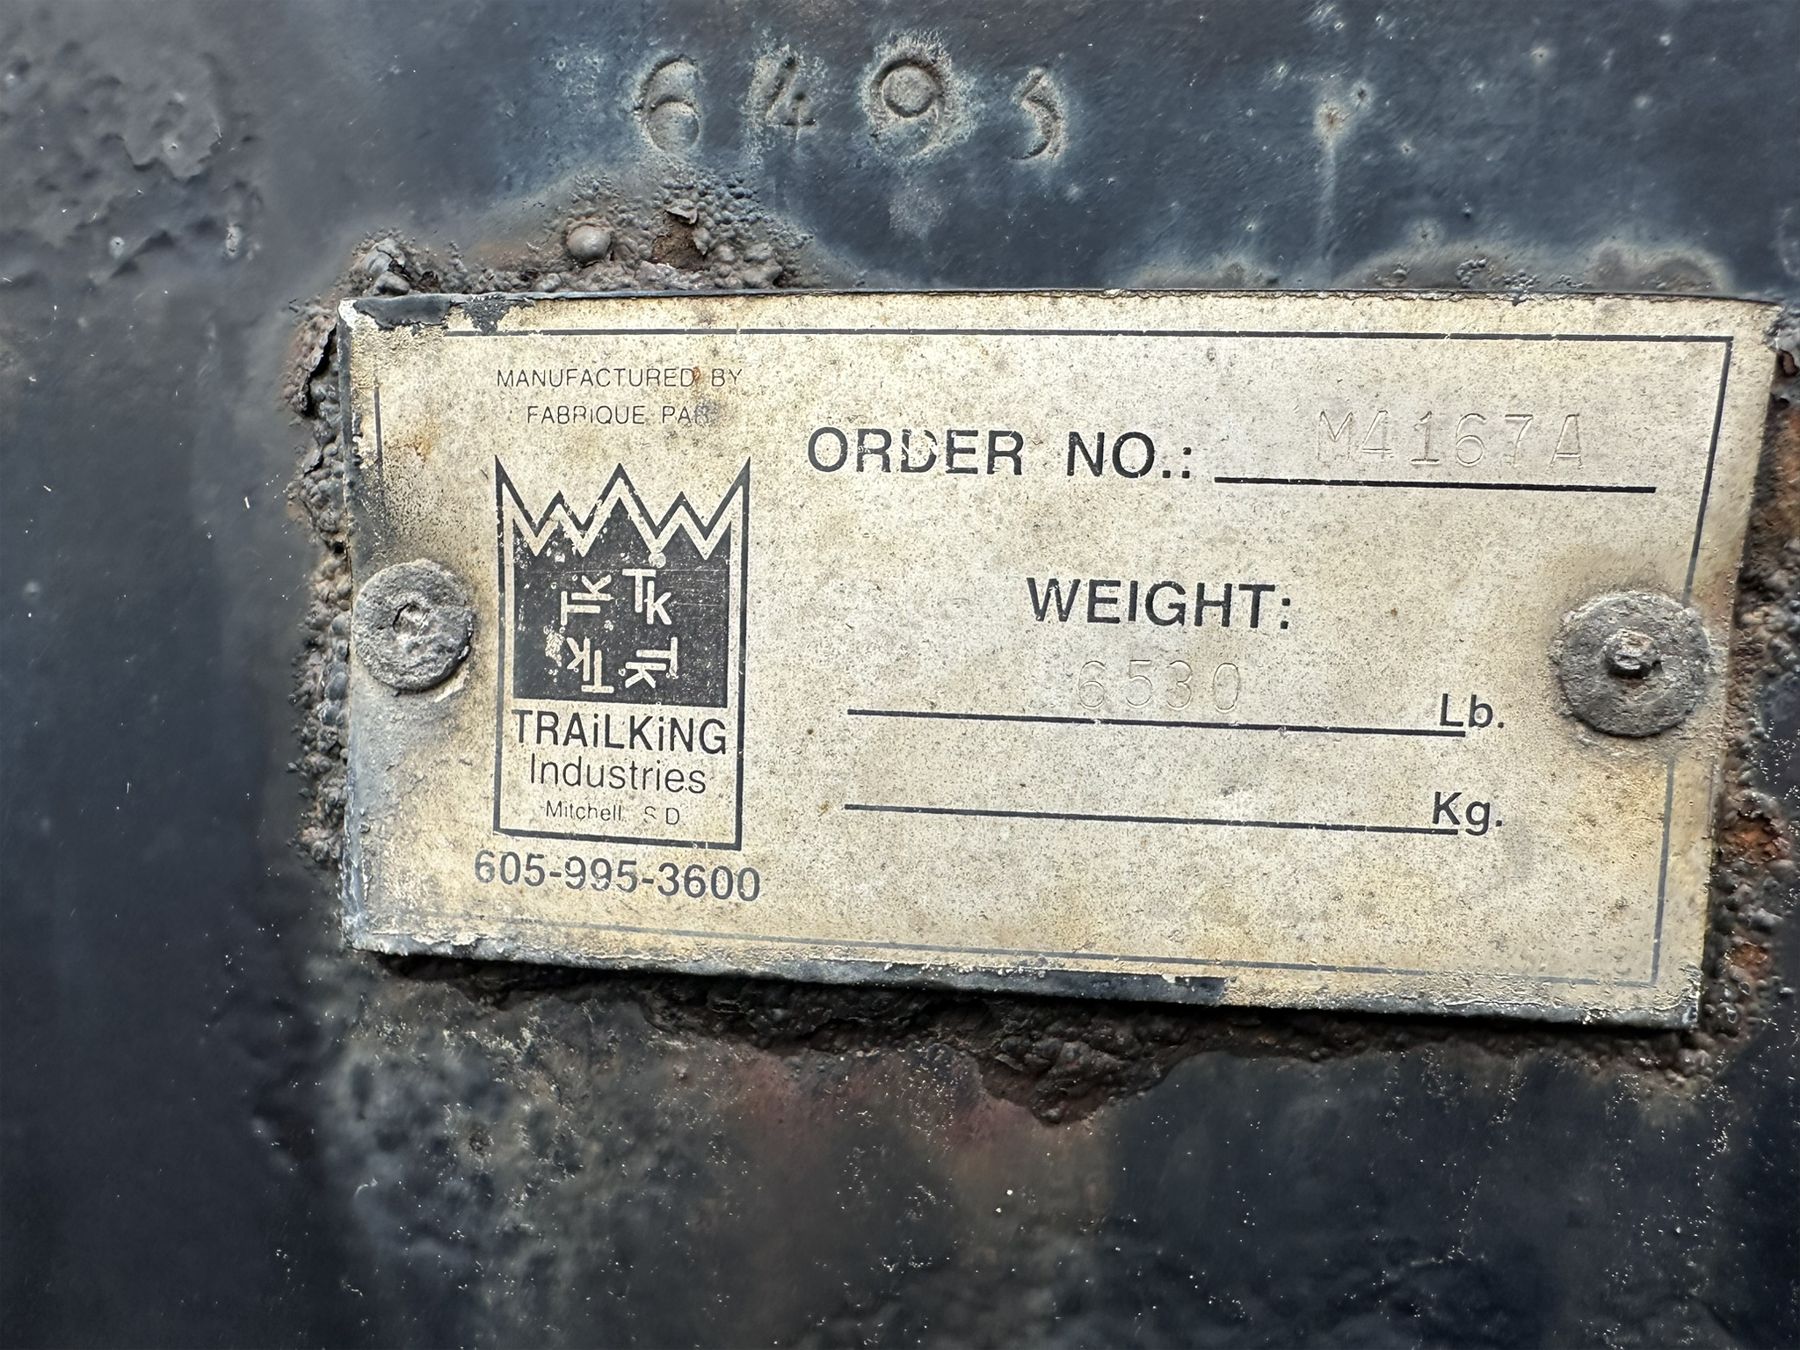 6495
MANUFACTURED BY
FABRIQUE PAR
ORDER NO.: M4167A
TK TK
TK TK
WEIGHT:
6530 Lb.
Kg.
TRAiLKiNG
Industries
Mitchell, S.D.
605-995-3600